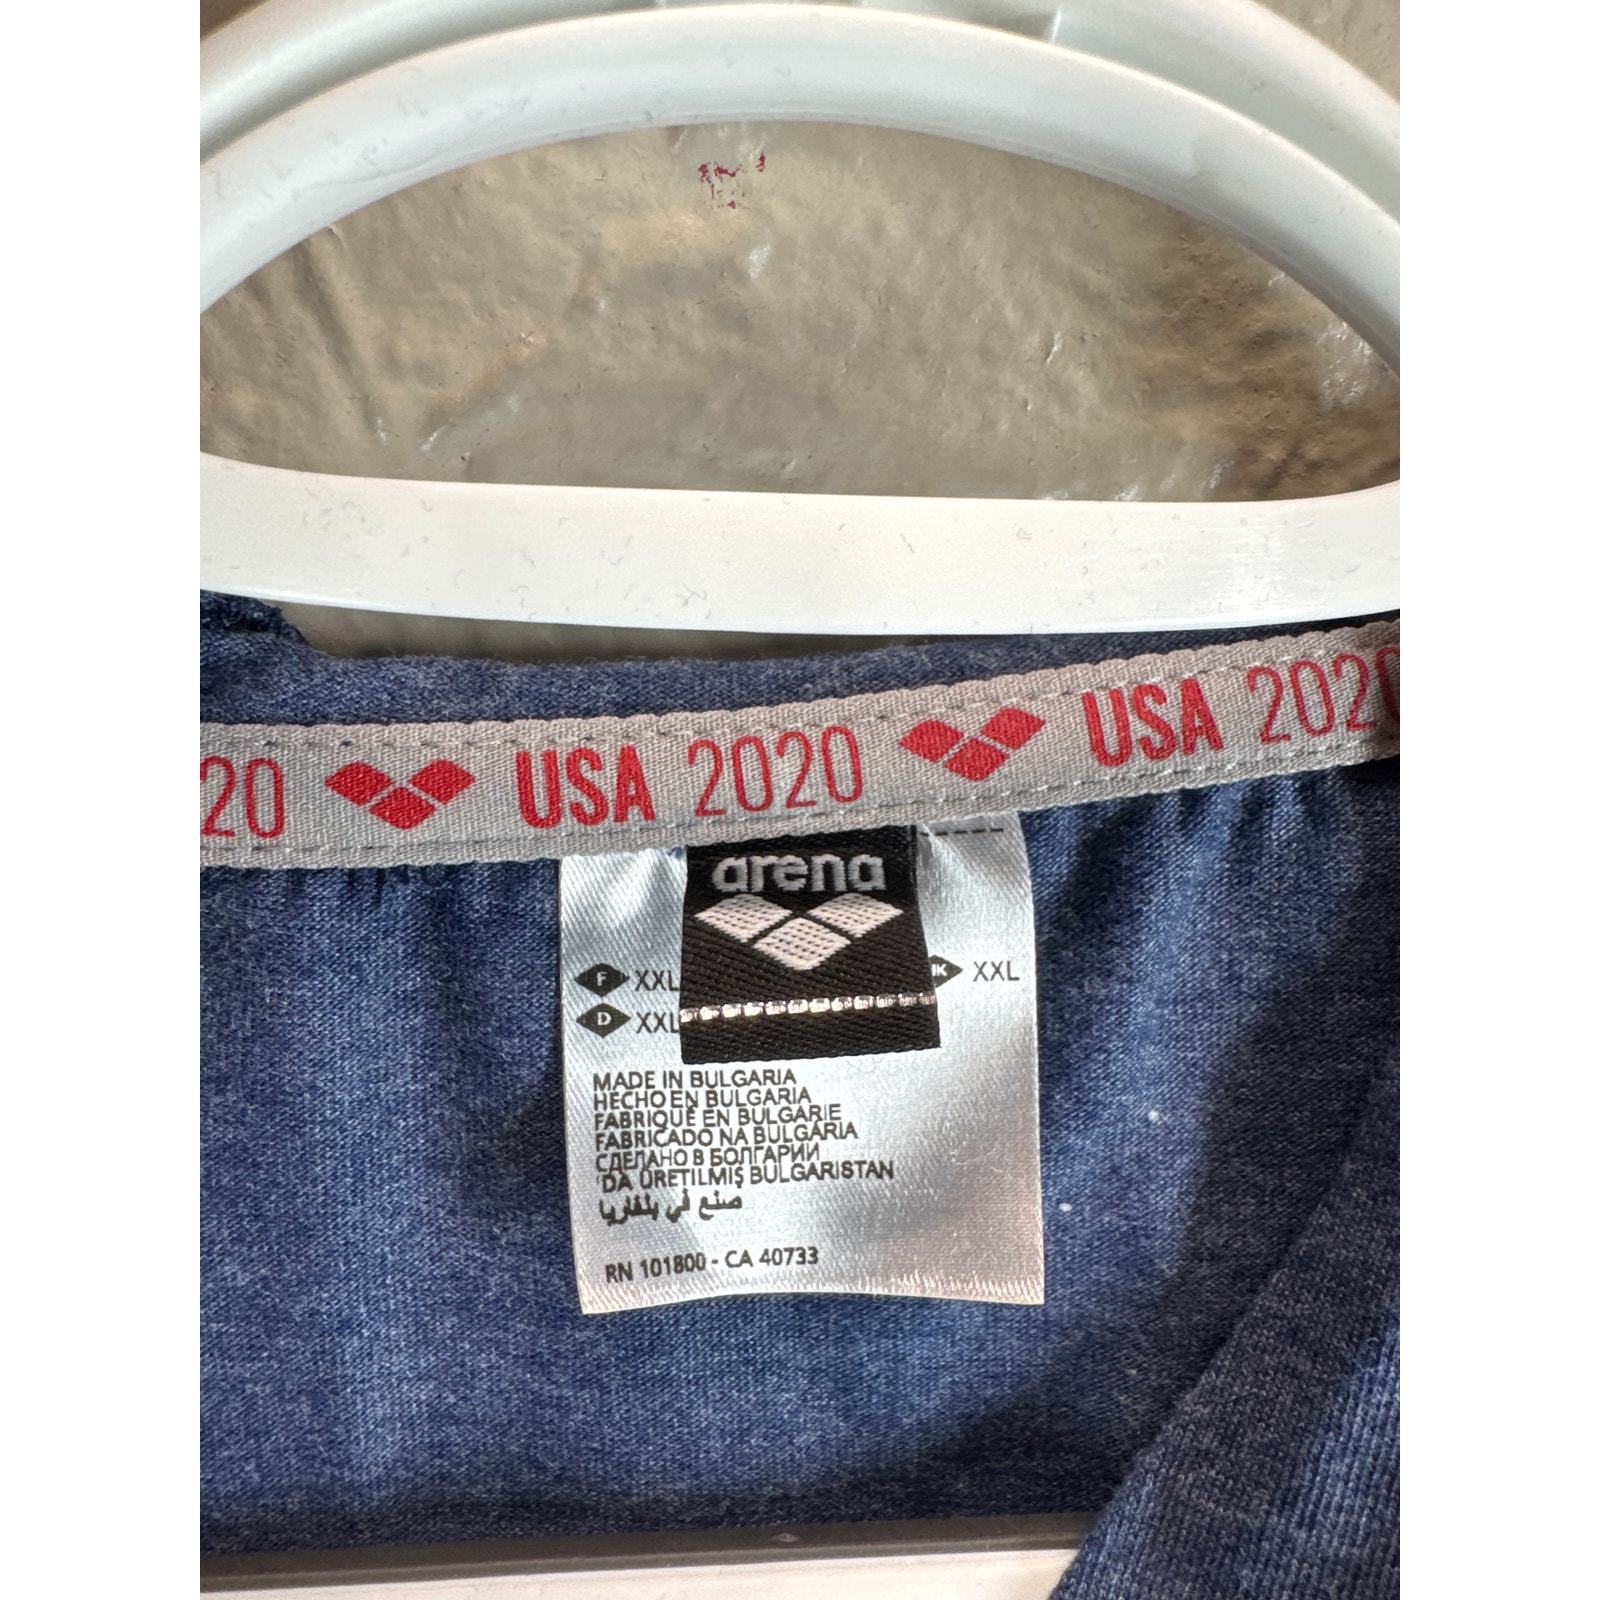 20 USA 2020 USA 2020
arena
F XXL UK XXL
D XXL
MADE IN BULGARIA
HECHO EN BULGARIA
FABRIQUÉ EN BULGARIE
FABRICADO NA BULGÁRIA
СДЕЛАНО В БОЛГАРИИ
'DA ÜRETILMIŞ BULGARISTAN
صنع في بلغاريا
RN 101800 - CA 40733